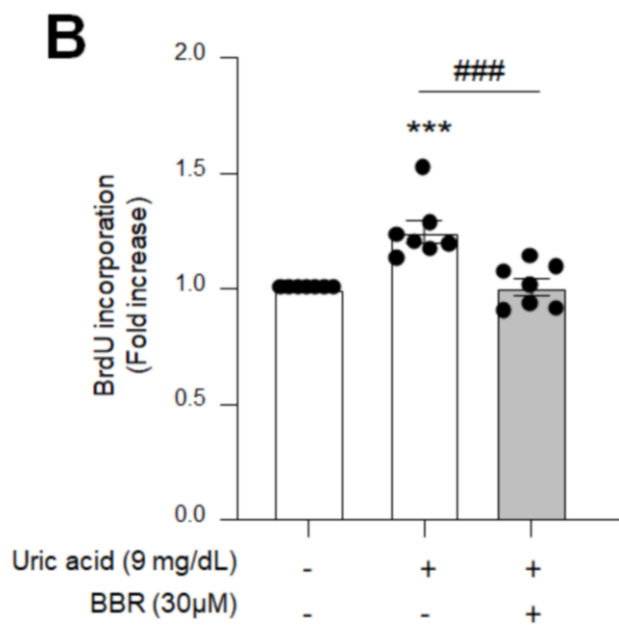 B
2.0
###
***
1.5
1.0
0.5
0.0
BrdU incorporation
(Fold increase)
Uric acid (9 mg/dL) - + +
BBR (30µM) - - +